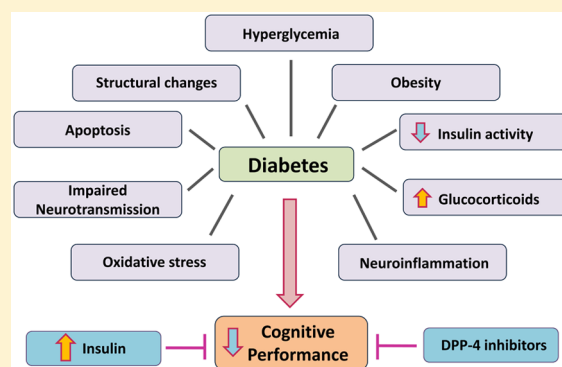 Hyperglycemia
Structural changes
Obesity
Apoptosis
Insulin activity
Diabetes
Impaired
Neurotransmission
Glucocorticoids
Oxidative stress
Neuroinflammation
Cognitive
Performance
Insulin
DPP-4 inhibitors